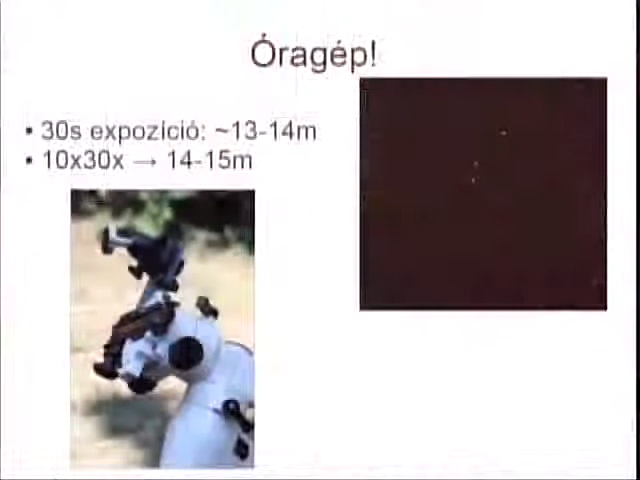 Óragép!
• 30s expozíció: ~13-14m
• 10x30x → 14-15m